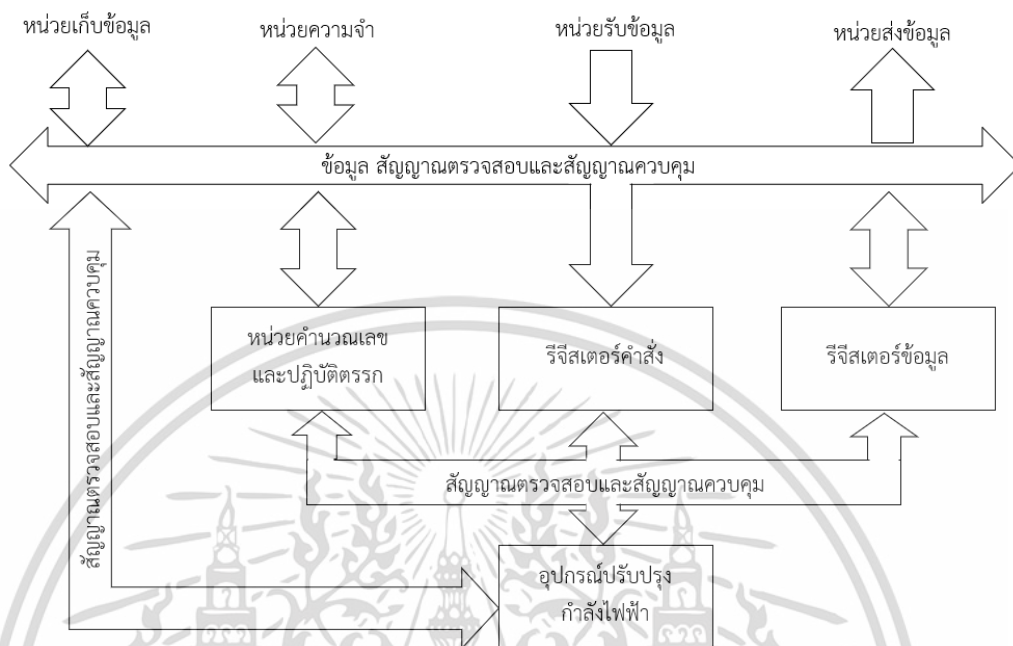 หน่วยเก็บข้อมูล
หน่วยความจำ
หน่วยรับข้อมูล
หน่วยส่งข้อมูล
ข้อมูล สัญญาณตรวจสอบและสัญญาณควบคุม
สัญญาณตรวจสอบและสัญญาณควบคุม
หน่วยคำนวณเลข
และปฏิบัติตรรก
รีจีสเตอร์คำสั่ง
รีจีสเตอร์ข้อมูล
สัญญาณตรวจสอบและสัญญาณควบคุม
อุปกรณ์ปรับปรุง
กำลังไฟฟ้า